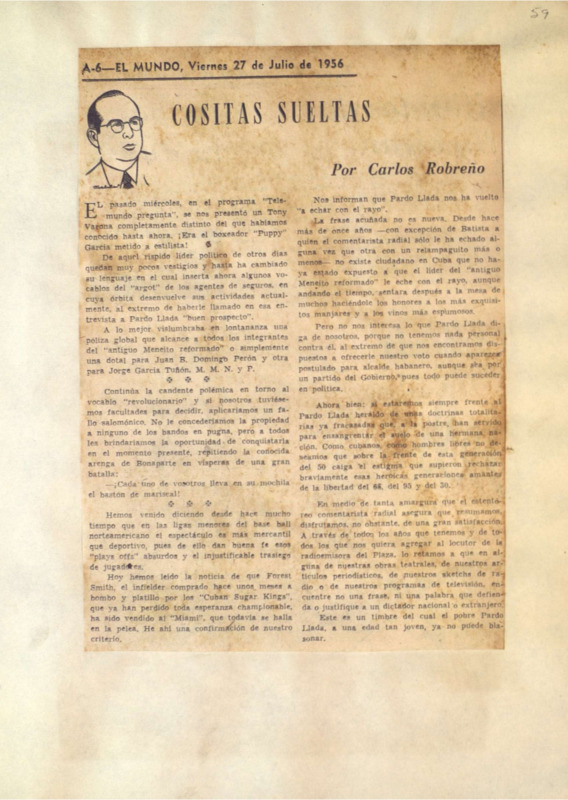 59
A-6—EL MUNDO, Viernes 27 de Julio de 1956
COSITAS SUELTAS
Por Carlos Robreño
EL pasado miércoles, en el programa "Tele-
mundo pregunta", se nos presentó un Tony
Varona completamente distinto del que habíamos
conocido hasta ahora. ¡Era el boxeador "Puppy"
García metido a estilista!
De aquel ríspido líder político de otros días
quedan muy pocos vestigios y hasta ha cambiado
su lenguaje en el cual inserta ahora algunos vo-
cablos del "argot" de los agentes de seguros, en
cuya órbita desenvuelve sus actividades actual-
mente, al extremo de haberle llamado en esa en-
trevista a Pardo Llada "buen prospecto".
A lo mejor vislumbraba en lontananza una
póliza global que alcance a todos los integrantes
del "antiguo Meneito reformado" o simplemente
una dotal para Juan B. Domingo Perón y otra
para Jorge García Tuñón. M. M. N. y P.
Continúa la candente polémica en torno al
vocablo "revolucionario" y si nosotros tuviése-
mos facultades para decidir, aplicaríamos un fa-
llo salomónico. No le concederíamos la propiedad
a ninguno de los bandos en pugna, pero a todos
les brindaríamos la oportunidad de conquistarla
en el momento presente, repitiendo la conocida
arenga de Bonaparte en vísperas de una gran
batalla:
—¡Cada uno de vosotros lleva en su mochila
el bastón de mariscal!
Hemos venido diciendo desde hace mucho
tiempo que en las ligas menores del base ball
norteamericano el espectáculo es más mercantil
que deportivo, pues de ello dan buena fe esos
"plays offs" absurdos y el injustificable trasiego
de jugadores.
Hoy hemos leído la noticia de que Forest
Smith, el infielder comprado hace unos meses a
bombo y platillo por los "Cuban Sugar Kings",
que ya han perdido toda esperanza championable,
ha sido vendido al "Miami", que todavía se halla
en la pelea. He ahí una confirmación de nuestro
criterio.
Nos informan que Pardo Llada nos ha vuelto
"a echar con el rayo".
La frase acuñada no es nueva. Desde hace
más de once años —con excepción de Batista a
quien el comentarista radial sólo le ha echado al-
guna vez que otra con un relampaguito más o
menos— no existe ciudadano en Cuba que no ha-
ya estado expuesto a que el líder del "antiguo
Meneito reformado" le eche con el rayo, aunque
andando el tiempo, sentara después a la mesa de
muchos haciéndole los honores a los más exquisi-
tos manjares y a los vinos más espumosos.
Pero no nos interesa lo que Pardo Llada di-
ga de nosotros, porque no tenemos nada personal
contra él, al extremo de que nos encontramos dis-
puestos a ofrecerle nuestro voto cuando aparezca
postulado para alcalde habanero, aunque sea por
un partido del Gobierno, pues todo puede suceder
en política.
Ahora bien: sí estaremos siempre frente al
Pardo Llada heraldo de unas doctrinas totalita-
rias ya fracasadas que, a la postre, han servido
para ensangrentar el suelo de una hermana na-
ción. Como cubanos, como hombres libres no de-
seamos que sobre la frente de esta generación
del 50 caiga el estigma que supieron rechazar
bravíamente esas heroicas generaciones amantes
de la libertad del 68, del 95 y del 30.
En medio de tanta amargura que el estentó-
reo comentarista radial asegura que rezumamos,
disfrutamos, no obstante, de una gran satisfacción.
A través de todos los años que tenemos y de to-
dos los que nos quiera agregar al locutor de la
radioemisora del Plaza, lo retamos a que en al-
guna de nuestras obras teatrales, de nuestros ar-
tículos periodísticos, de nuestros sketchs de ra-
dio o de nuestros programas de televisión, en-
cuentre no una frase, ni una palabra que defien-
da o justifique a un dictador nacional o extranjero.
Este es un timbre del cual el pobre Pardo
Llada, a una edad tan joven, ya no puede bla-
sonar.